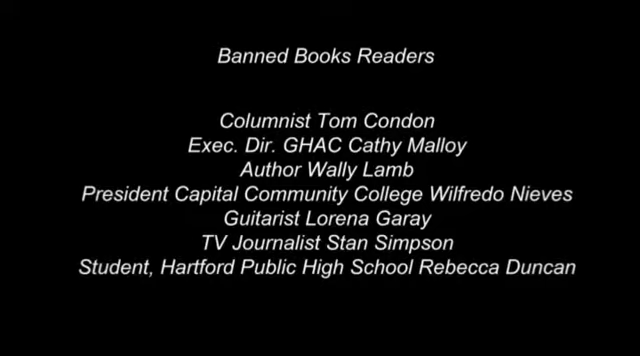 Banned Books Readers
Columnist Tom Condon
Exec. Dir. GHAC Cathy Malloy
Author Wally Lamb
President Capital Community College Wilfredo Nieves
Guitarist Lorena Garay
TV Journalist Stan Simpson
Student, Hartford Public High School Rebecca Duncan